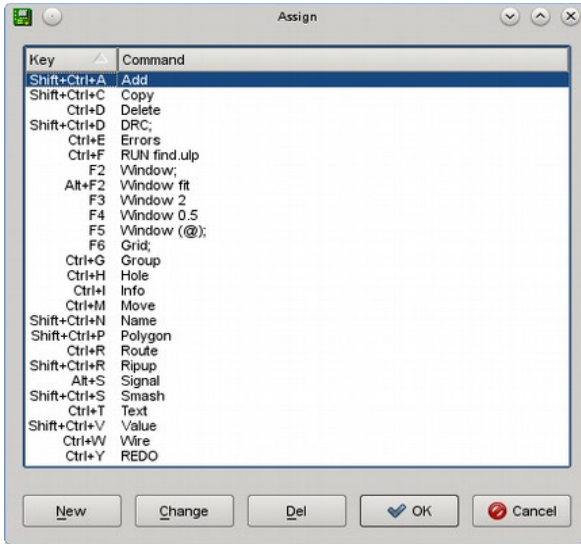 Assign
Key Command
Shift+Ctrl+A Add
Shift+Ctrl+C Copy
Ctrl+D Delete
Shift+Ctrl+D DRC;
Ctrl+E Errors
Ctrl+F RUN find.ulp
F2 Window;
Alt+F2 Window fit
F3 Window 2
F4 Window 0.5
F5 Window (@);
F6 Grid;
Ctrl+G Group
Ctrl+H Hole
Ctrl+I Info
Ctrl+M Move
Shift+Ctrl+N Name
Shift+Ctrl+P Polygon
Ctrl+R Route
Shift+Ctrl+R Ripup
Alt+S Signal
Shift+Ctrl+S Smash
Ctrl+T Text
Shift+Ctrl+V Value
Ctrl+W Wire
Ctrl+Y REDO
New Change Del OK Cancel